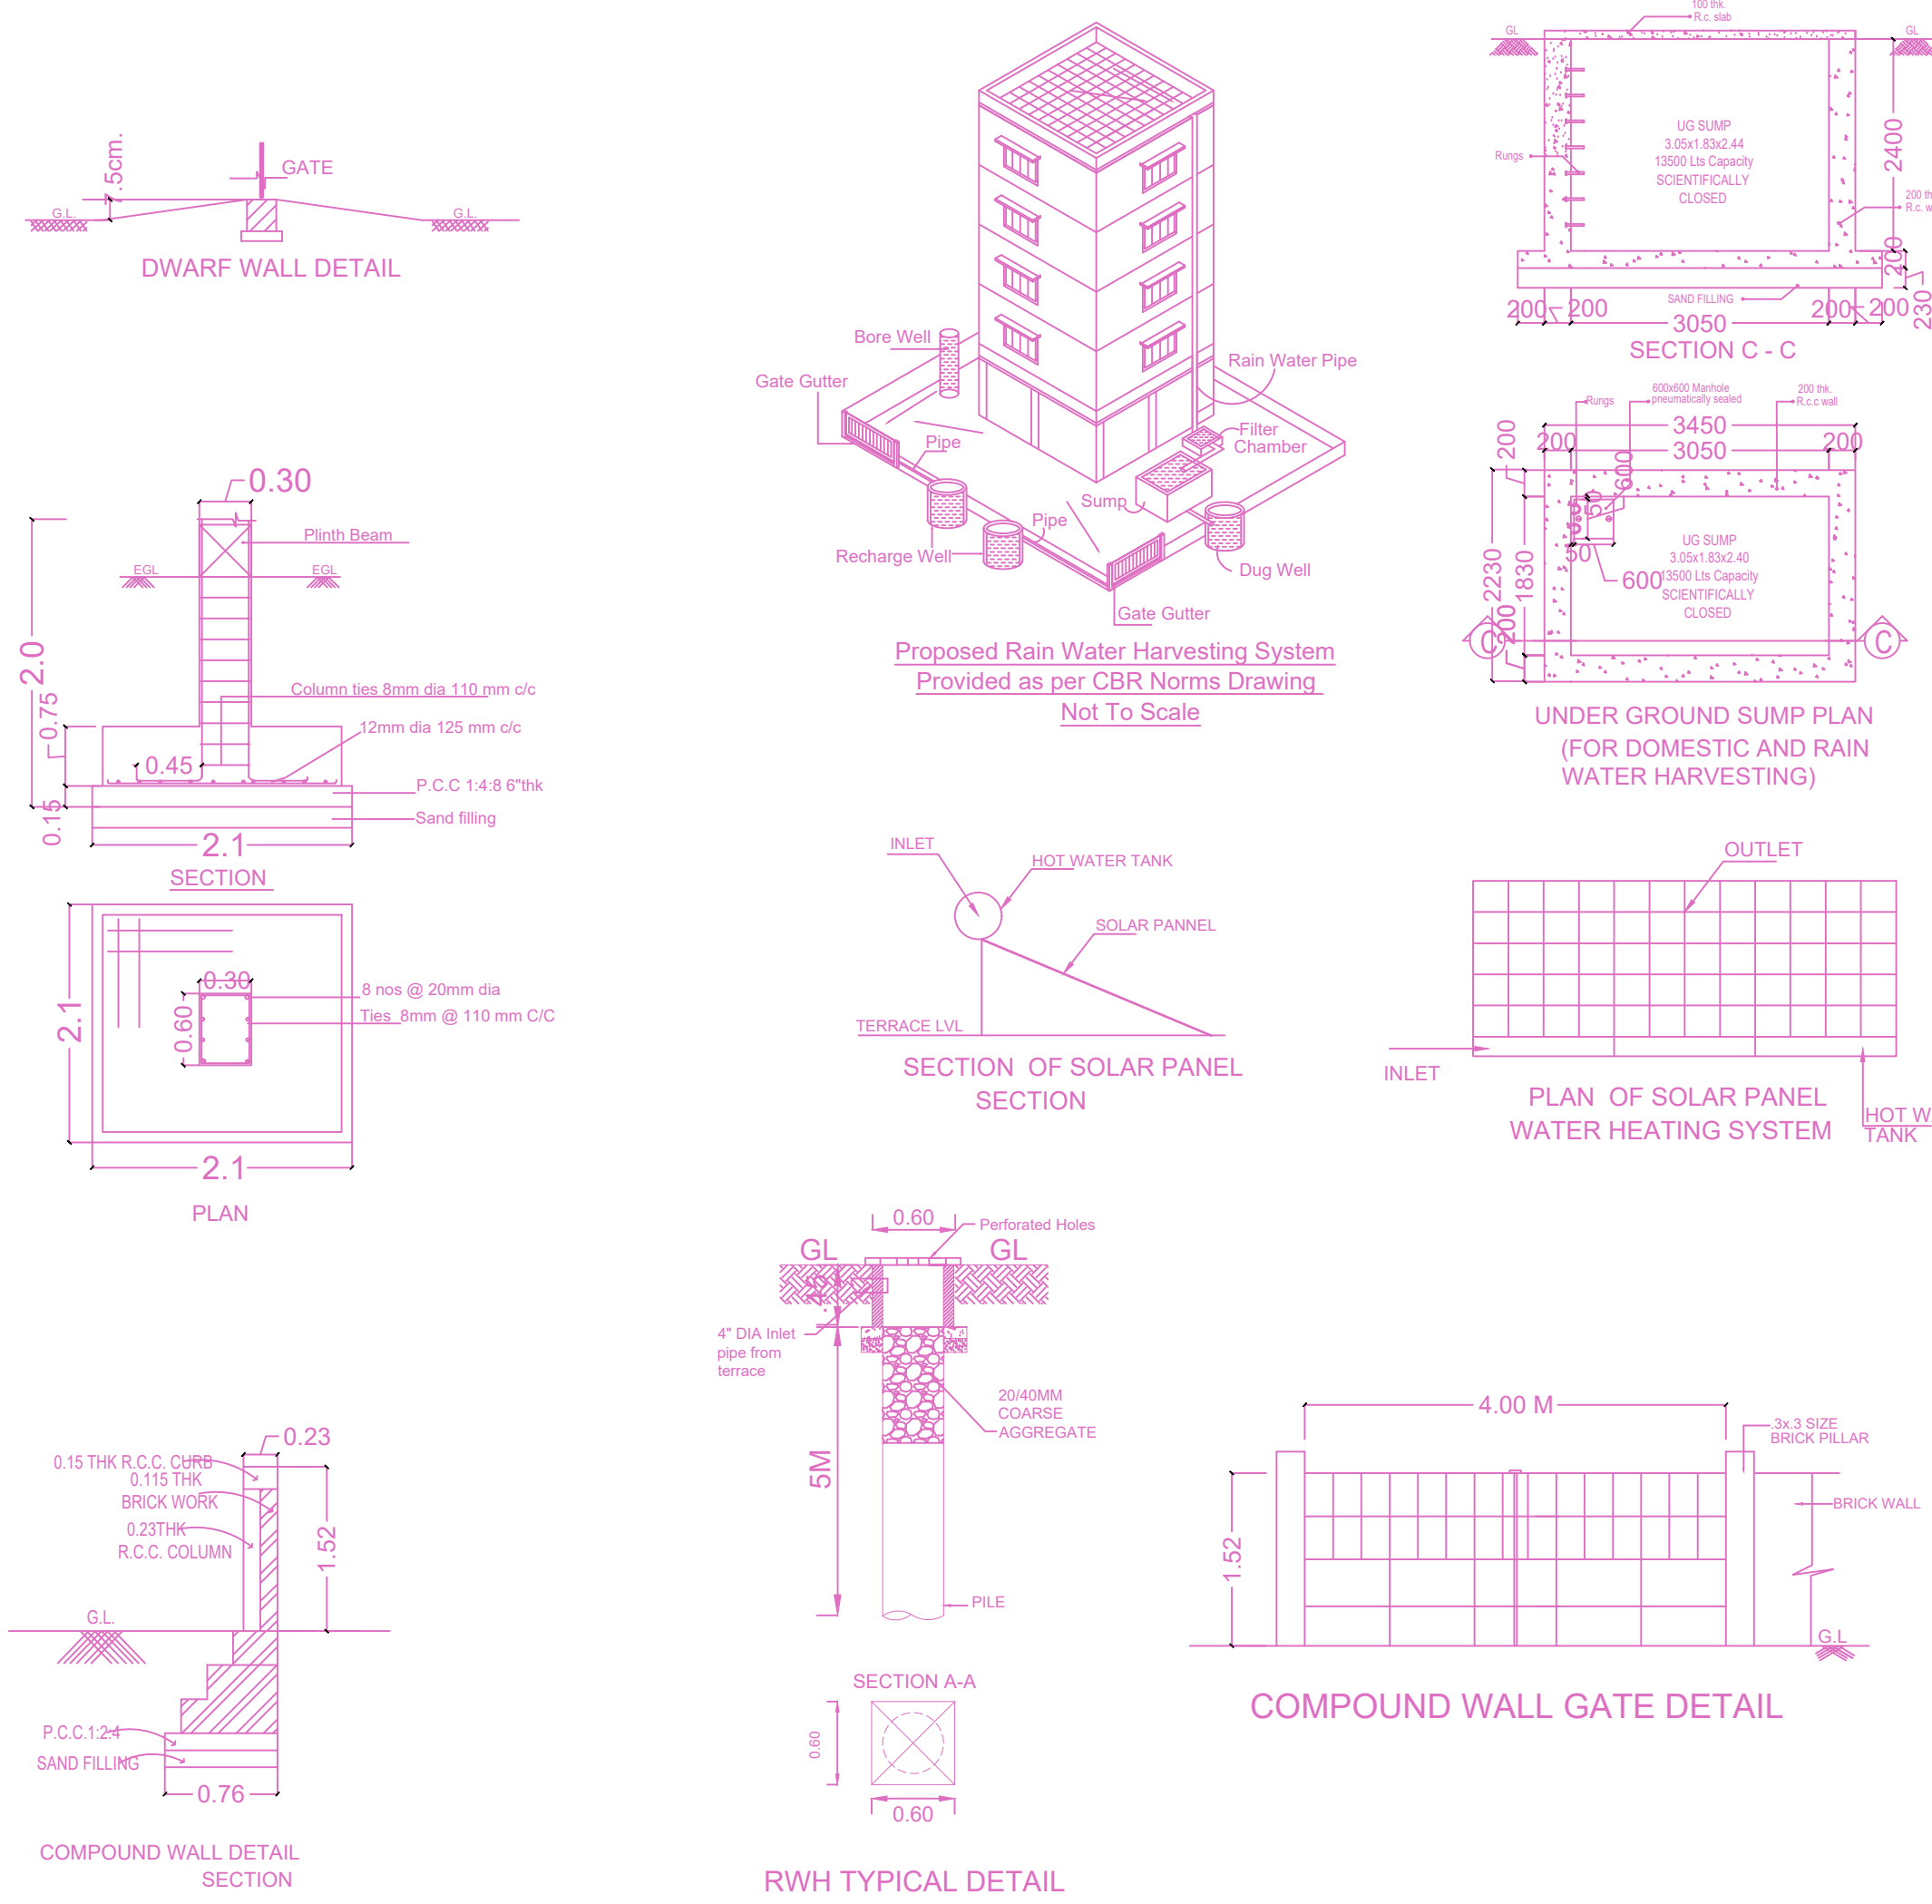 7.5cm.
GATE
G.L.
G.L.
DWARF WALL DETAIL
0.30
Plinth Beam
EGL
EGL
2.0
0.75
Column ties 8mm dia 110 mm c/c
12mm dia 125 mm c/c
0.45
P.C.C 1:4:8 6"thk
0.15
Sand filling
2.1
SECTION
0.30
8 nos @ 20mm dia
0.60
Ties 8mm @ 110 mm C/C
2.1
2.1
PLAN
0.23
0.15 THK R.C.C. CURB
0.115 THK
BRICK WORK
0.23THK
R.C.C. COLUMN
1.52
G.L.
P.C.C.1:2:4
SAND FILLING
0.76
COMPOUND WALL DETAIL
SECTION
Bore Well
Gate Gutter
Rain Water Pipe
Pipe
Filter
Chamber
Sump
Pipe
Recharge Well
Dug Well
Gate Gutter
Proposed Rain Water Harvesting System
Provided as per CBR Norms Drawing
Not To Scale
INLET
HOT WATER TANK
SOLAR PANNEL
TERRACE LVL
SECTION OF SOLAR PANEL
SECTION
0.60
Perforated Holes
GL
GL
.45
4" DIA Inlet
pipe from
terrace
20/40MM
COARSE
AGGREGATE
5M
PILE
SECTION A-A
0.60
0.60
RWH TYPICAL DETAIL
100 thk.
R.c. slab
GL
GL
UG SUMP
3.05x1.83x2.44
13500 Lts Capacity
SCIENTIFICALLY
CLOSED
Rungs
2400
200 th
R.c. w
200
SAND FILLING
230
200
200
3050
200
200
SECTION C - C
600x600 Manhole
pneumatically sealed
Rungs
200 thk.
R.c.c wall
3450
200
3050
200
200
600
50
50
600
2230
1830
200
UG SUMP
3.05x1.83x2.40
13500 Lts Capacity
SCIENTIFICALLY
CLOSED
C
C
UNDER GROUND SUMP PLAN
(FOR DOMESTIC AND RAIN
WATER HARVESTING)
OUTLET
INLET
PLAN OF SOLAR PANEL
WATER HEATING SYSTEM
HOT W
TANK
4.00 M
.3x.3 SIZE
BRICK PILLAR
BRICK WALL
1.52
G.L
COMPOUND WALL GATE DETAIL